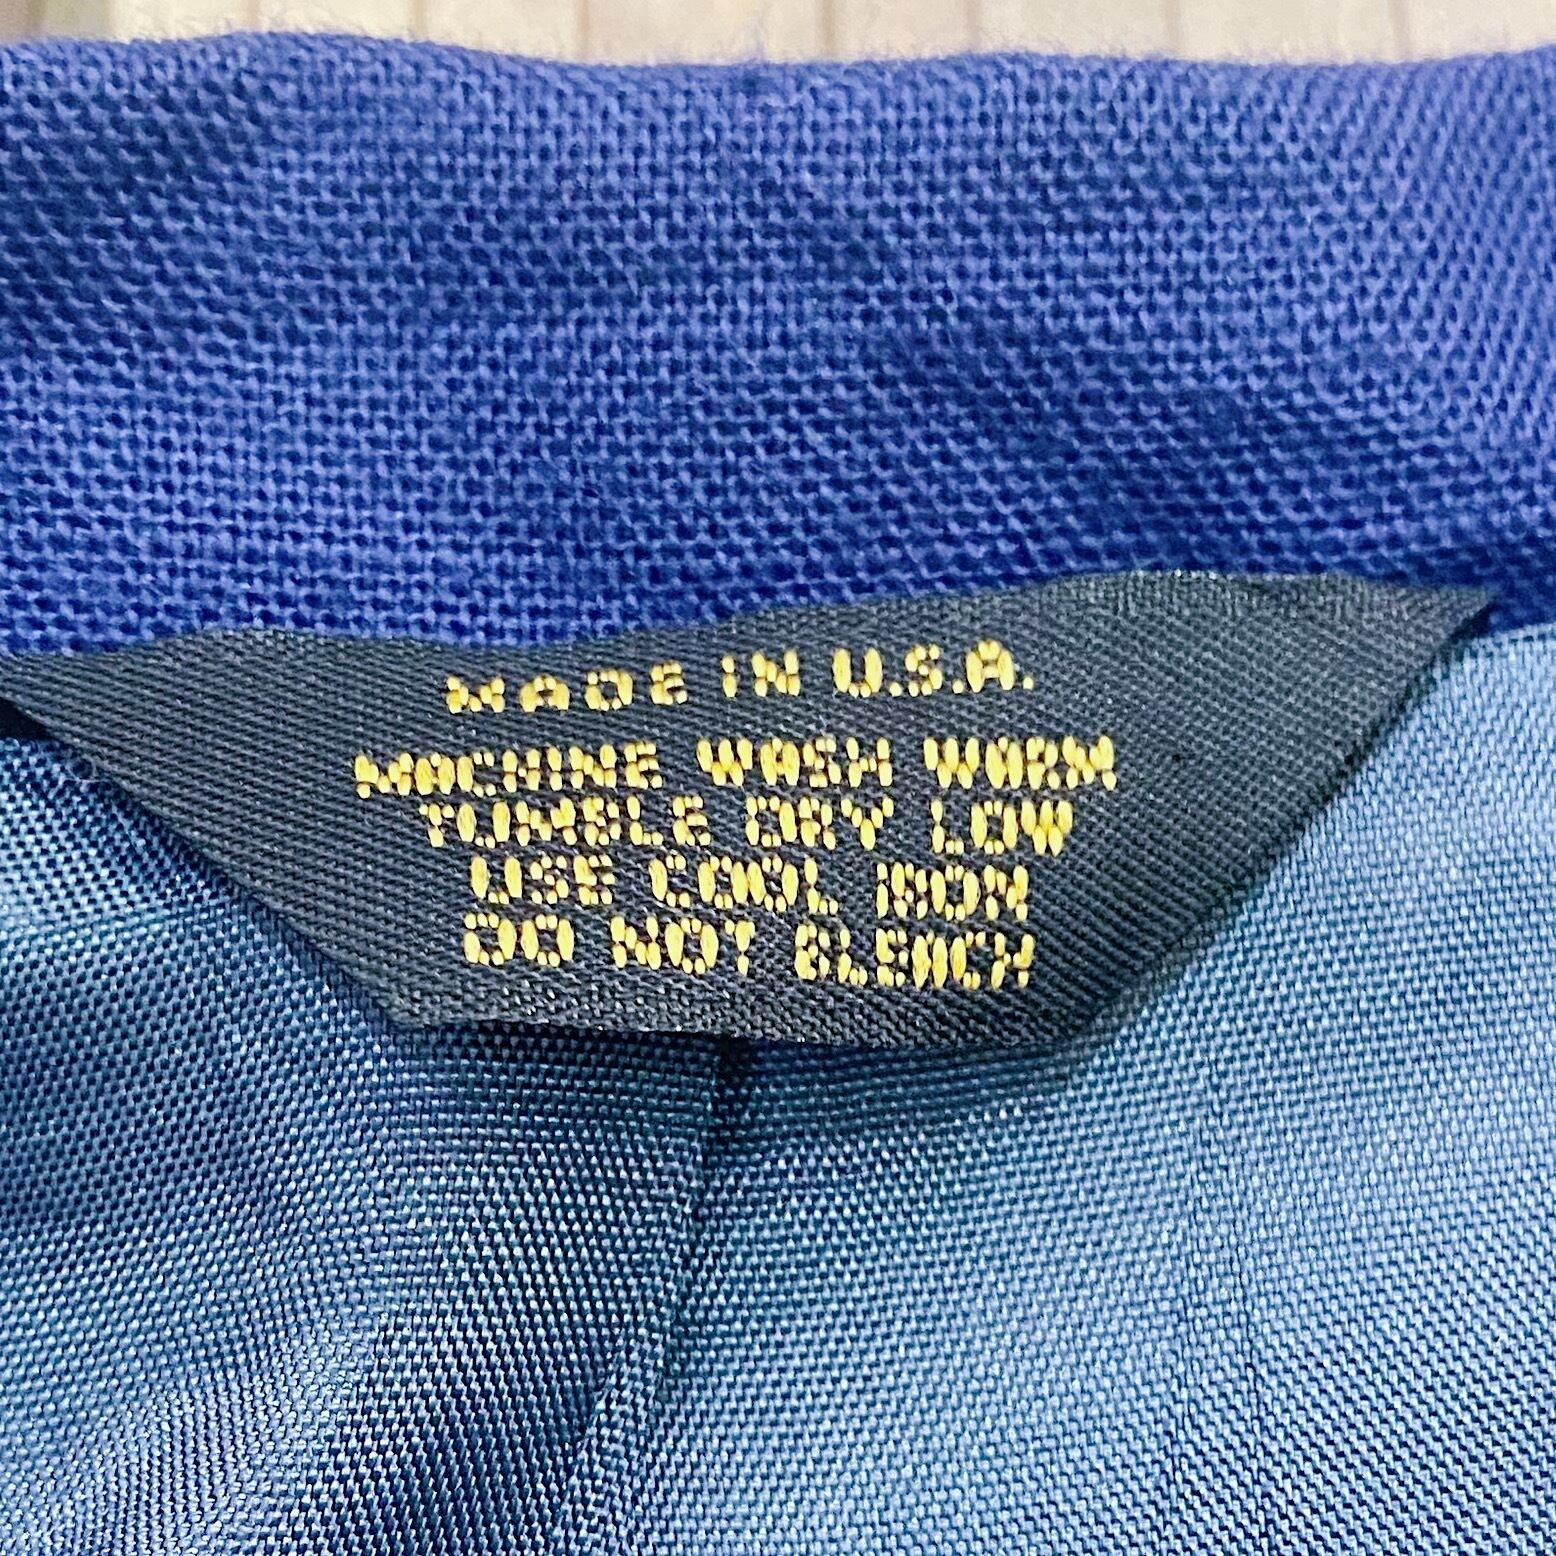 MADE IN U.S.A.
MACHINE WASH WARM
TUMBLE DRY LOW
USE COOL IRON
DO NOT BLEACH